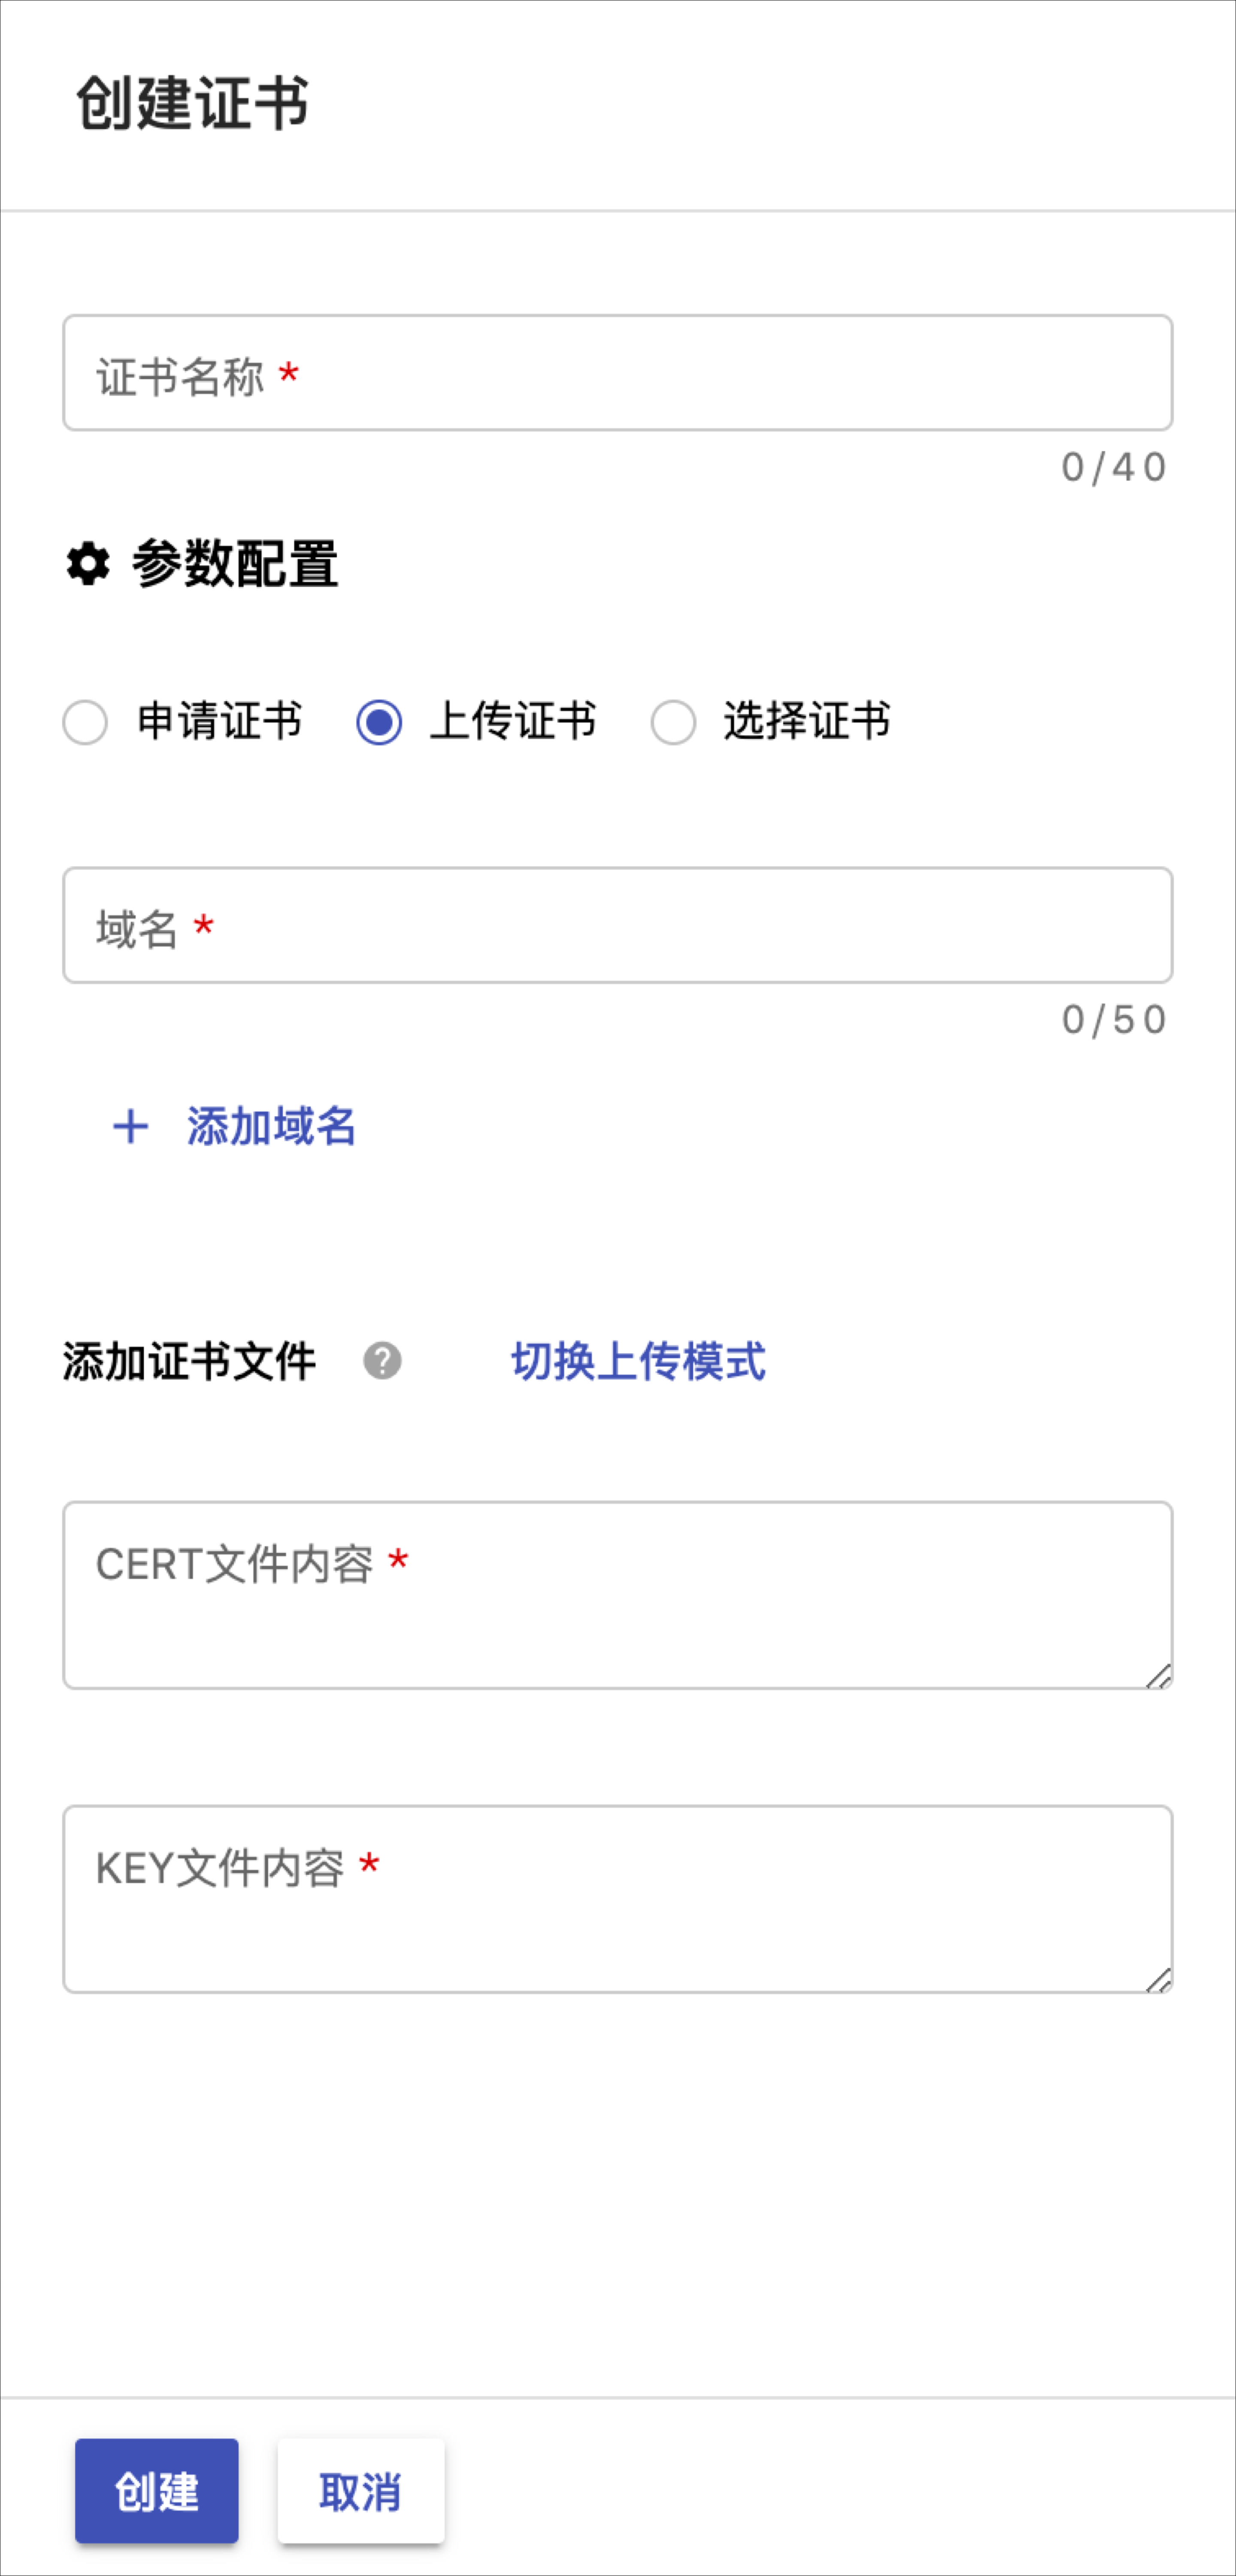 创建证书
证书名称 *
0/40
参数配置
申请证书 上传证书 选择证书
域名 *
0/50
+ 添加域名
添加证书文件 ? 切换上传模式
CERT文件内容 *
KEY文件内容 *
创建 取消